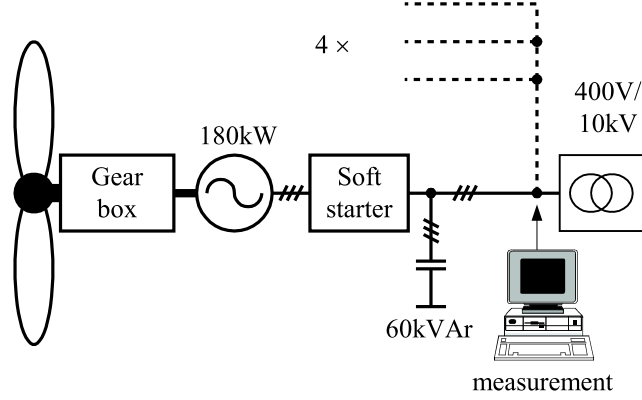 4 ×
400V/
10kV
180kW
Gear
box
Soft
starter
60kVAr
measurement